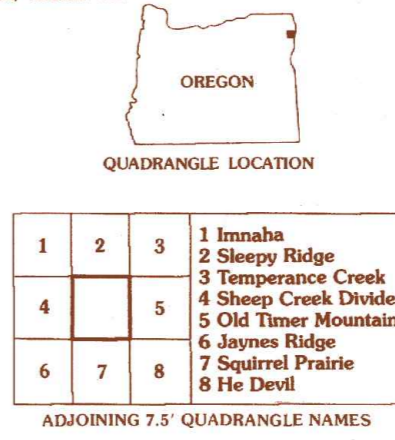 OREGON
QUADRANGLE LOCATION
1 2 3
4 5
6 7 8
1 Imnaha
2 Sleepy Ridge
3 Temperance Creek
4 Sheep Creek Divide
5 Old Timer Mountain
6 Jaynes Ridge
7 Squirrel Prairie
8 He Devil
ADJOINING 7.5' QUADRANGLE NAMES